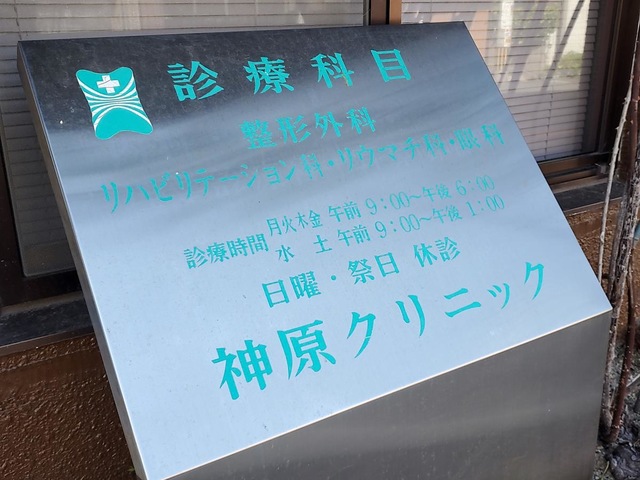 診療科目
整形外科
リハビリテーション科・リウマチ科・眼科
診療時間 月火木金 午前9:00〜午後6:00
水 土 午前9:00〜午後1:00
日曜・祭日 休診
神原クリニック